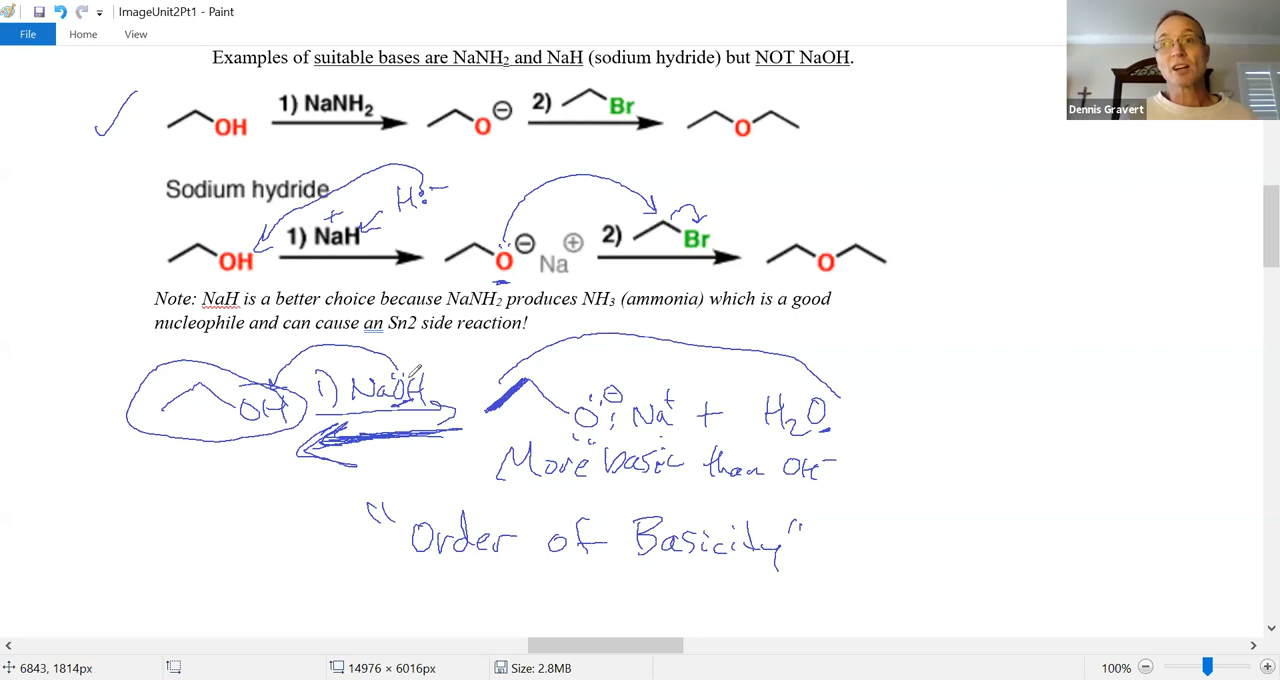 ImageUnit2Pt1 - Paint
File Home View
Dennis Gravert
Examples of suitable bases are NaNH₂ and NaH (sodium hydride) but NOT NaOH.
OH 1) NaNH₂ O ⊖ 2) Br O
Sodium hydride H:−
+
OH 1) NaH O ⊖ Na ⊕ 2) Br O
Note: NaH is a better choice because NaNH₂ produces NH₃ (ammonia) which is a good
nucleophile and can cause an Sn2 side reaction!
OH 1) NaOH O ⊖ Na⁺ + H₂O
More basic than OH⁻
“Order of Basicity”
6843, 1814px 14976 × 6016px Size: 2.8MB 100%